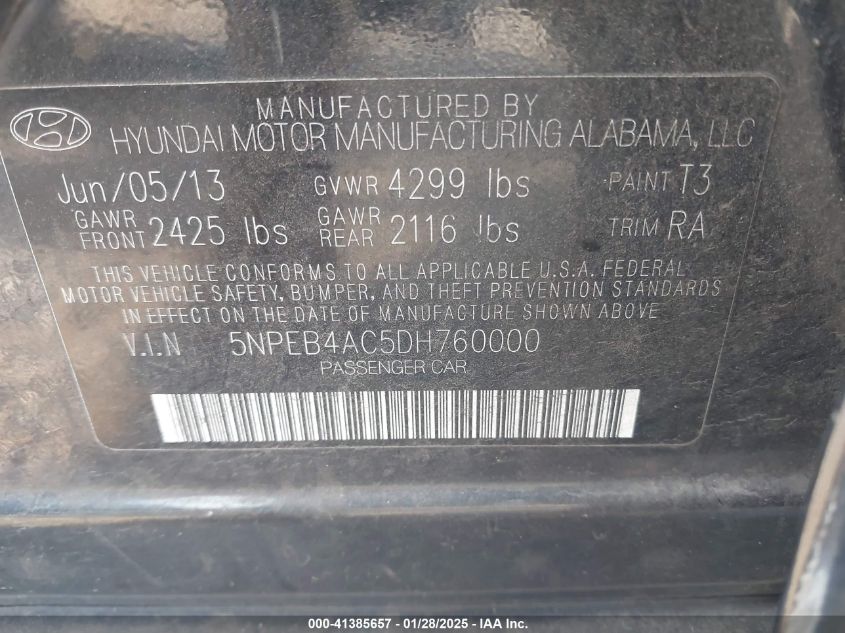 MANUFACTURED BY
HYUNDAI MOTOR MANUFACTURING ALABAMA, LLC
Jun/05/13 GVWR 4299 lbs PAINT T3
GAWR FRONT 2425 lbs GAWR REAR 2116 lbs TRIM RA
THIS VEHICLE CONFORMS TO ALL APPLICABLE U.S.A. FEDERAL
MOTOR VEHICLE SAFETY, BUMPER, AND THEFT PREVENTION STANDARDS
IN EFFECT ON THE DATE OF MANUFACTURE SHOWN ABOVE
V.I.N 5NPEB4AC5DH760000
PASSENGER CAR
000-41385657 - 01/28/2025 - IAA Inc.